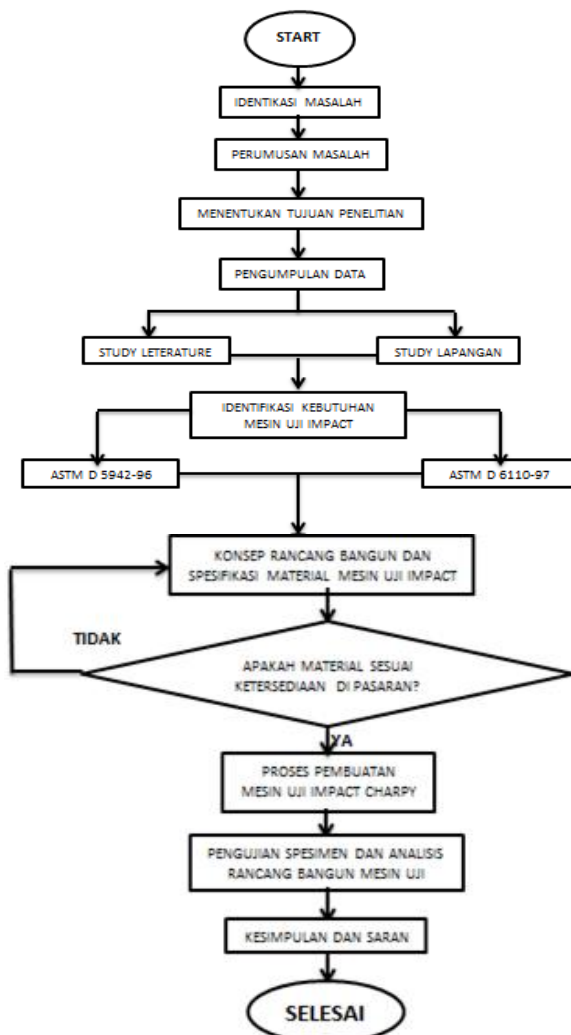 START
IDENTIKASI MASALAH
PERUMUSAN MASALAH
MENENTUKAN TUJUAN PENELITIAN
PENGUMPULAN DATA
STUDY LETERATURE
STUDY LAPANGAN
IDENTIFIKASI KEBUTUHAN
MESIN UJI IMPACT
ASTM D 5942-96
ASTM D 6110-97
KONSEP RANCANG BANGUN DAN
SPESIFIKASI MATERIAL MESIN UJI IMPACT
TIDAK
APAKAH MATERIAL SESUAI
KETERSEDIAAN DI PASARAN?
YA
PROSES PEMBUATAN
MESIN UJI IMPACT CHARPY
PENGUJIAN SPESIMEN DAN ANALISIS
RANCANG BANGUN MESIN UJI
KESIMPULAN DAN SARAN
SELESAI